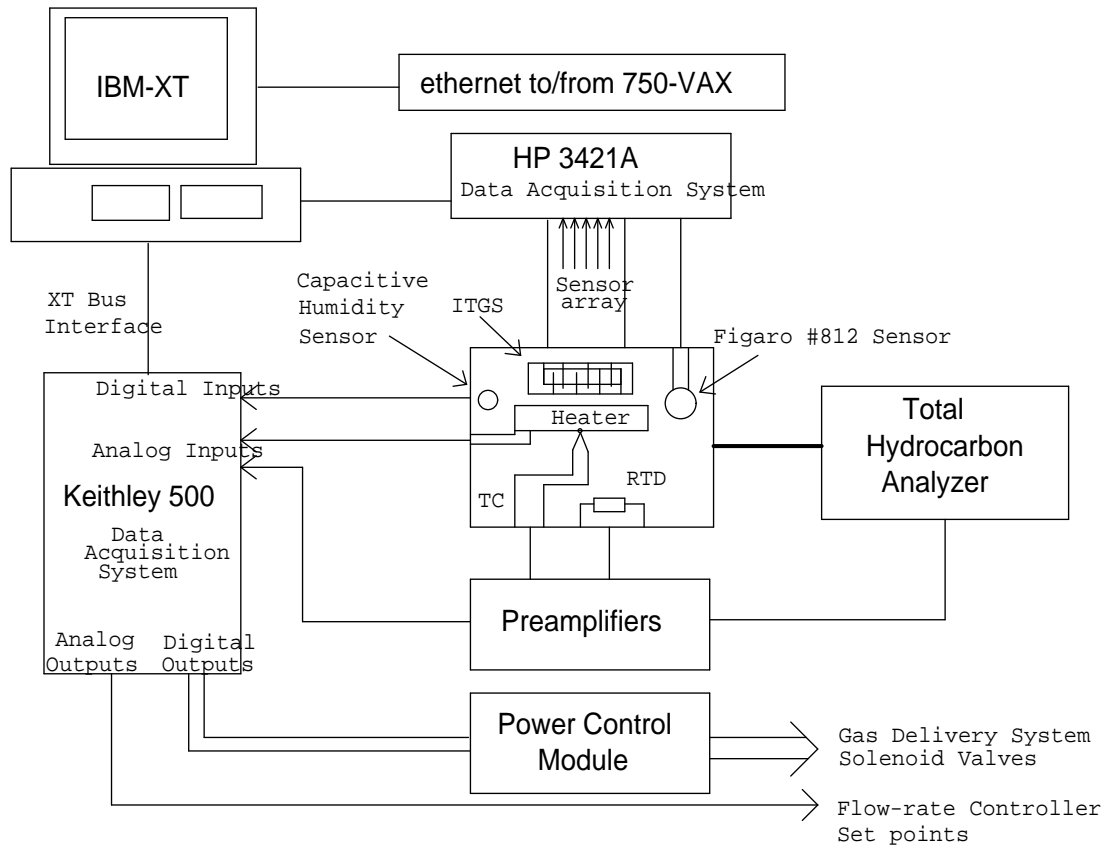 IBM-XT
ethernet to/from 750-VAX
HP 3421A
Data Acquisition System
XT Bus
Interface
Capacitive
Humidity
Sensor
ITGS
Sensor
array
Figaro #812 Sensor
Digital Inputs
Analog Inputs
Keithley 500
Data
Acquisition
System
Analog
Outputs
Digital
Outputs
Heater
TC
RTD
Total
Hydrocarbon
Analyzer
Preamplifiers
Power Control
Module
Gas Delivery System
Solenoid Valves
Flow-rate Controller
Set points